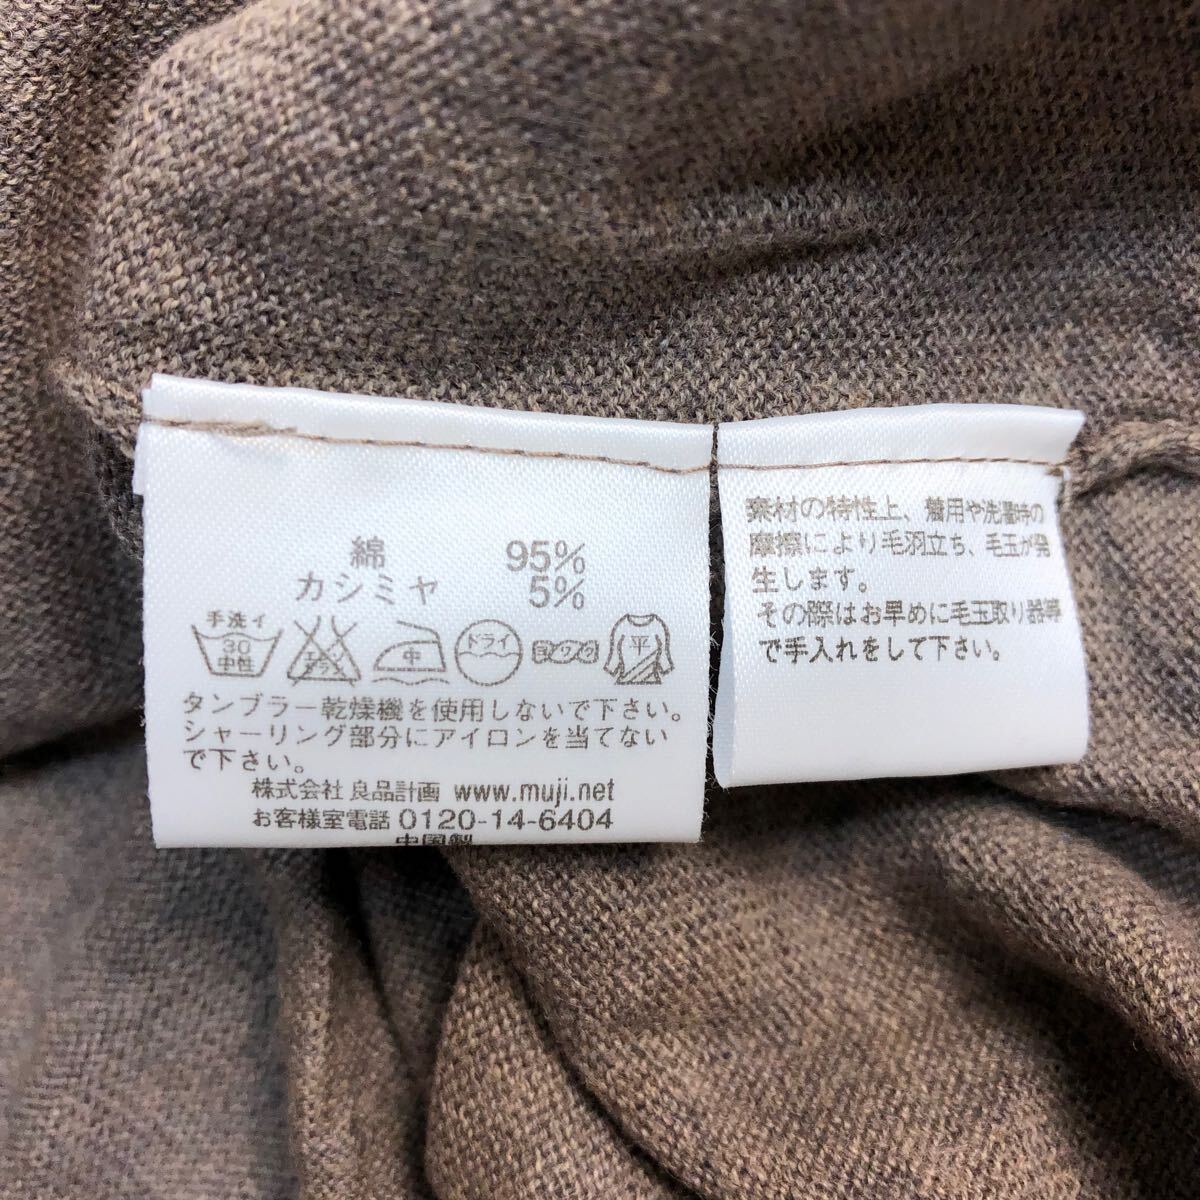 綿 95%
カシミヤ 5%
手洗イ
30
中性
エンソ
中
ドライ
ヨワク
平
タンブラー乾燥機を使用しないで下さい。
シャーリング部分にアイロンを当てない
で下さい。
株式会社 良品計画 www.muji.net
お客様室電話 0120-14-6404
中国製
素材の特性上、着用や洗濯時の
摩擦により毛羽立ち、毛玉が発
生します。
その際はお早めに毛玉取り器等
で手入れをして下さい。